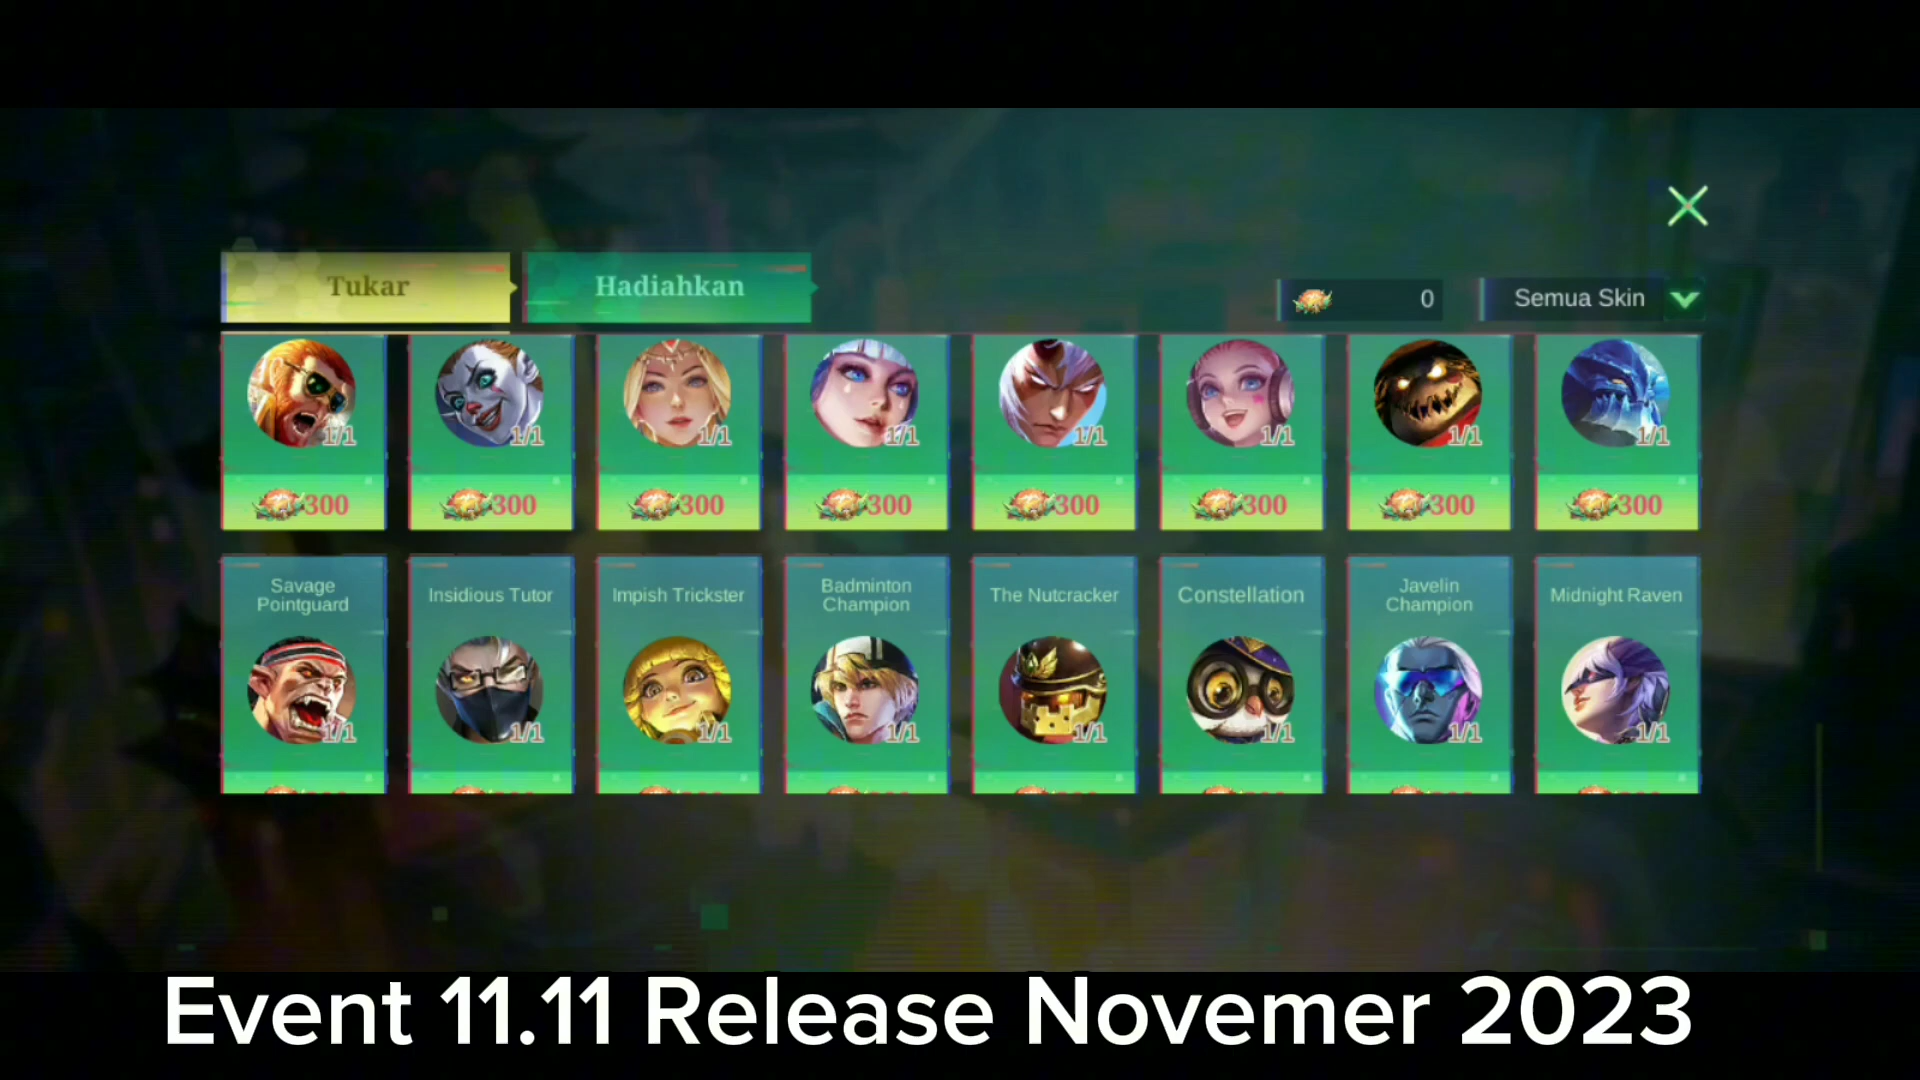 Tukar
Hadiahkan
0
Semua Skin
1/1
1/1
1/1
1/1
1/1
1/1
1/1
1/1
300
300
300
300
300
300
300
300
Savage
Pointguard
Insidious Tutor
Impish Trickster
Badminton
Champion
The Nutcracker
Constellation
Javelin
Champion
Midnight Raven
1/1
1/1
1/1
1/1
1/1
1/1
1/1
1/1
Event 11.11 Release Novemer 2023